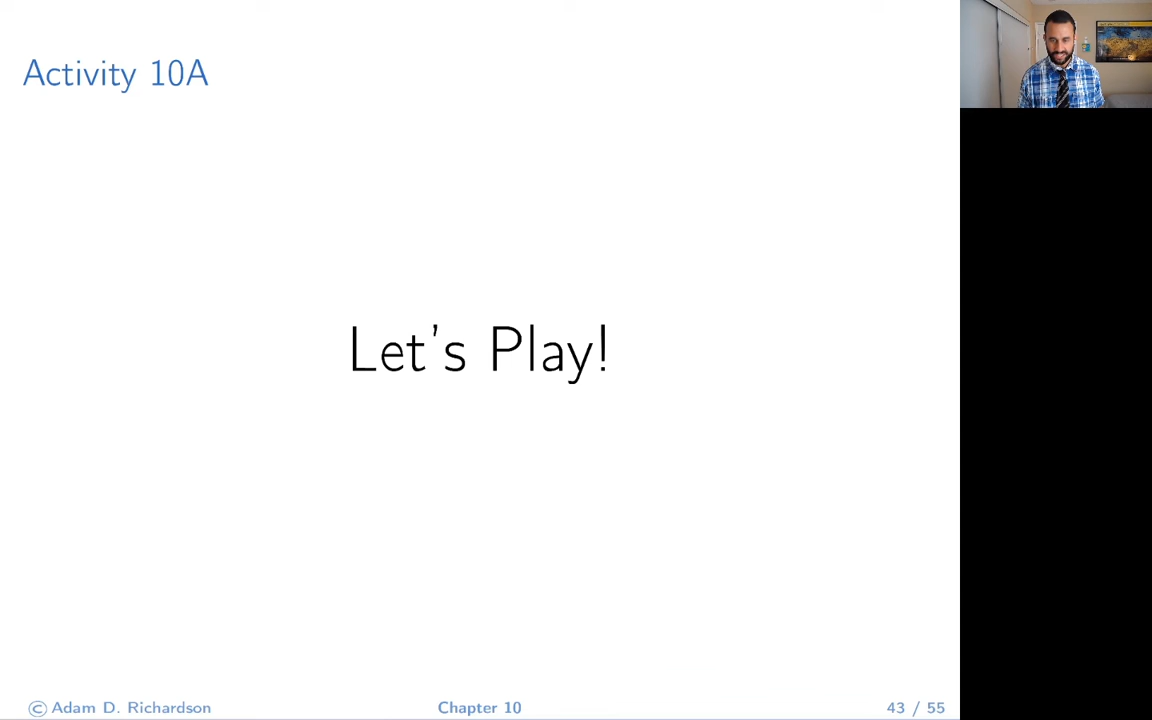 Activity 10A
Let's Play!
© Adam D. Richardson
Chapter 10
43 / 55